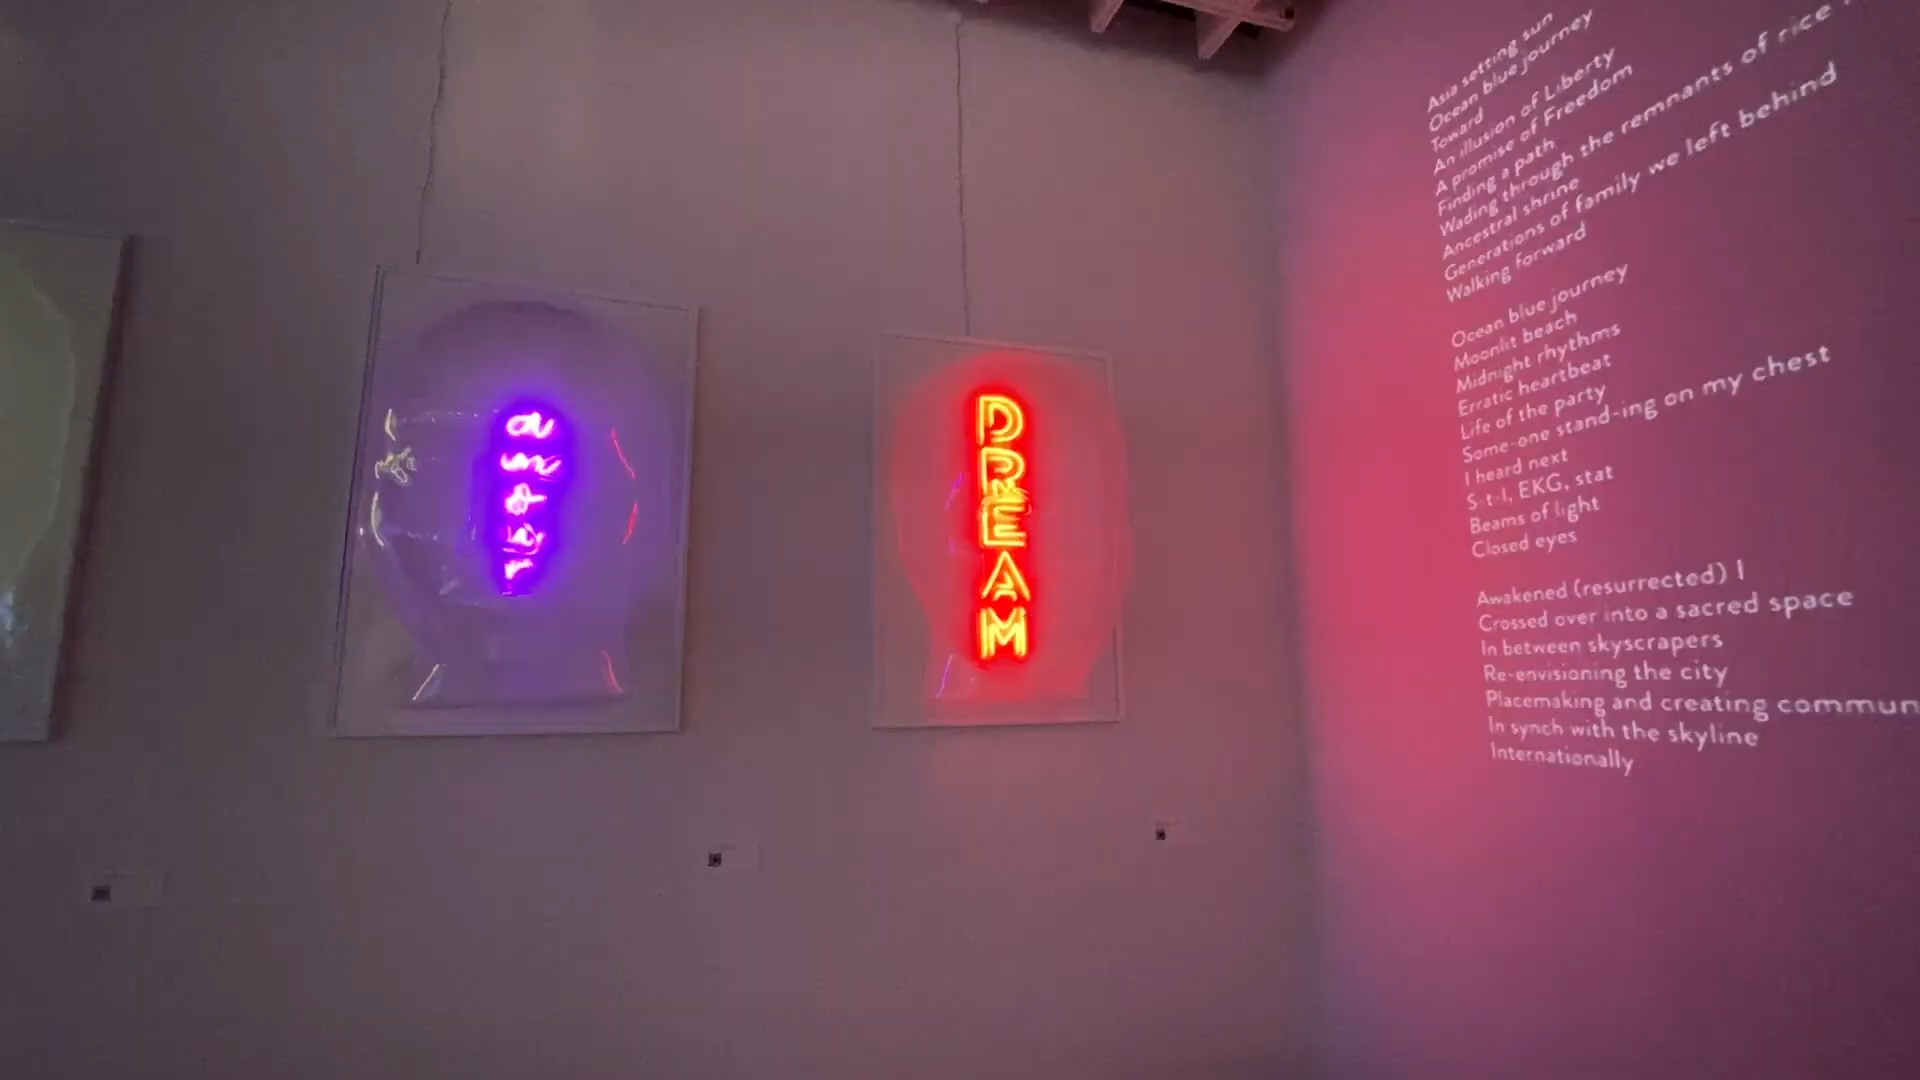 amour
DREAM
Asia setting sun
Ocean blue journey
Toward
An illusion of Liberty
A promise of Freedom
Finding a path
Wading through the remnants of rice
Ancestral shrine
Generations of family we left behind
Walking forward
Ocean blue journey
Moonlit beach
Midnight rhythms
Erratic heartbeat
Life of the party
Some-one stand-ing on my chest
I heard next
S-t-I, EKG, stat
Beams of light
Closed eyes
Awakened (resurrected) I
Crossed over into a sacred space
In between skyscrapers
Re-envisioning the city
Placemaking and creating commun
In synch with the skyline
Internationally